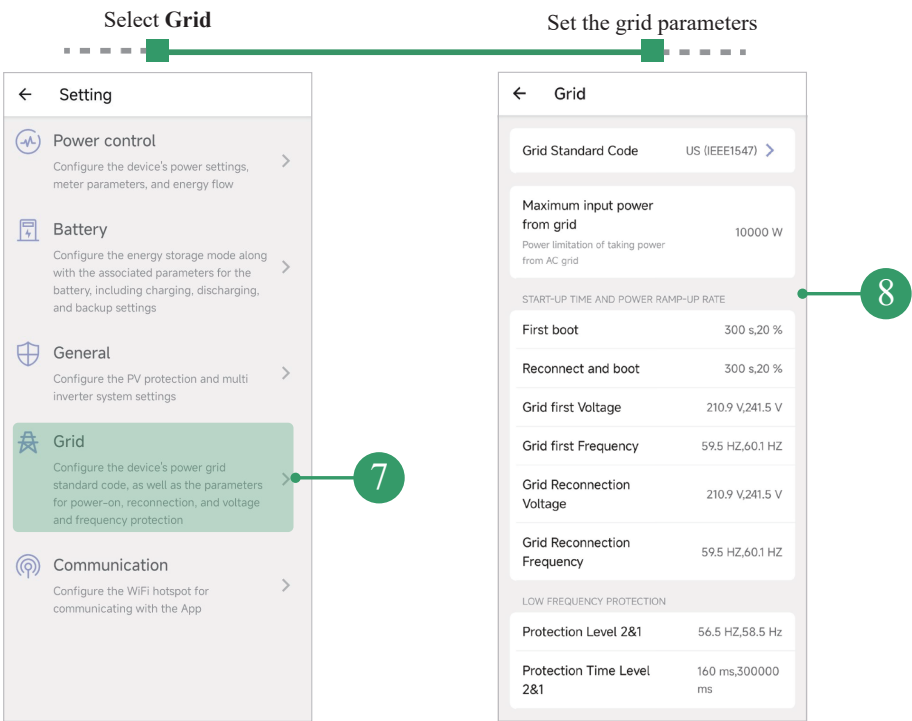 Select Grid
Set the grid parameters
Setting
Power control
Configure the device's power settings,
meter parameters, and energy flow
Battery
Configure the energy storage mode along
with the associated parameters for the
battery, including charging, discharging,
and backup settings
General
Configure the PV protection and multi
inverter system settings
Grid
Configure the device's power grid
standard code, as well as the parameters
for power-on, reconnection, and voltage
and frequency protection
7
Communication
Configure the WiFi hotspot for
communicating with the App
Grid
Grid Standard Code US (IEEE1547)
Maximum input power
from grid
10000 W
Power limitation of taking power
from AC grid
START-UP TIME AND POWER RAMP-UP RATE
8
First boot 300 s,20 %
Reconnect and boot 300 s,20 %
Grid first Voltage 210.9 V,241.5 V
Grid first Frequency 59.5 HZ,60.1 HZ
Grid Reconnection
Voltage
210.9 V,241.5 V
Grid Reconnection
Frequency
59.5 HZ,60.1 HZ
LOW FREQUENCY PROTECTION
Protection Level 2&1 56.5 HZ,58.5 Hz
Protection Time Level
2&1
160 ms,300000
ms